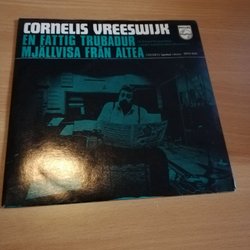 CORNELIS VREESWIJK
EN FATTIG TRUBADUR
MJÄLLVISA FRÅN ALTEA
PHILIPS